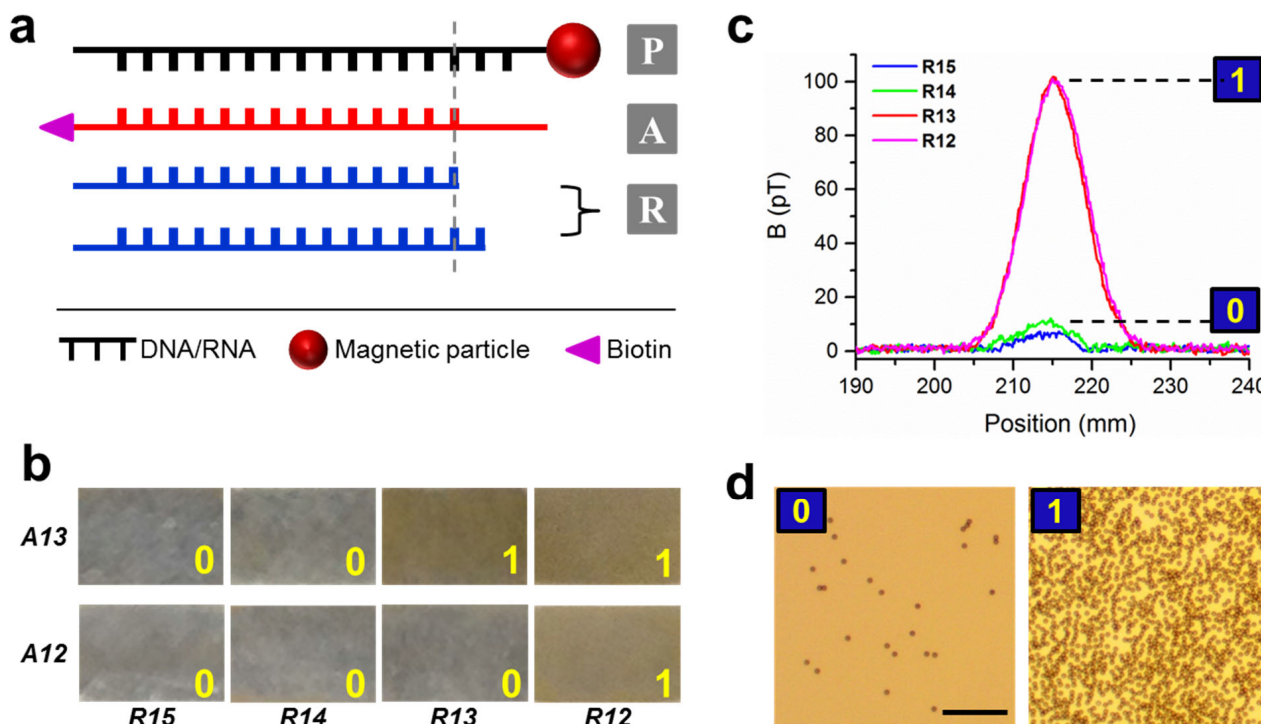 a
P
A
R
DNA/RNA
Magnetic particle
Biotin
b
A13
0
0
1
1
A12
0
0
0
1
R15
R14
R13
R12
c
R15
R14
R13
R12
1
0
B (pT)
100
80
60
40
20
0
190
200
210
220
230
240
Position (mm)
d
0
1